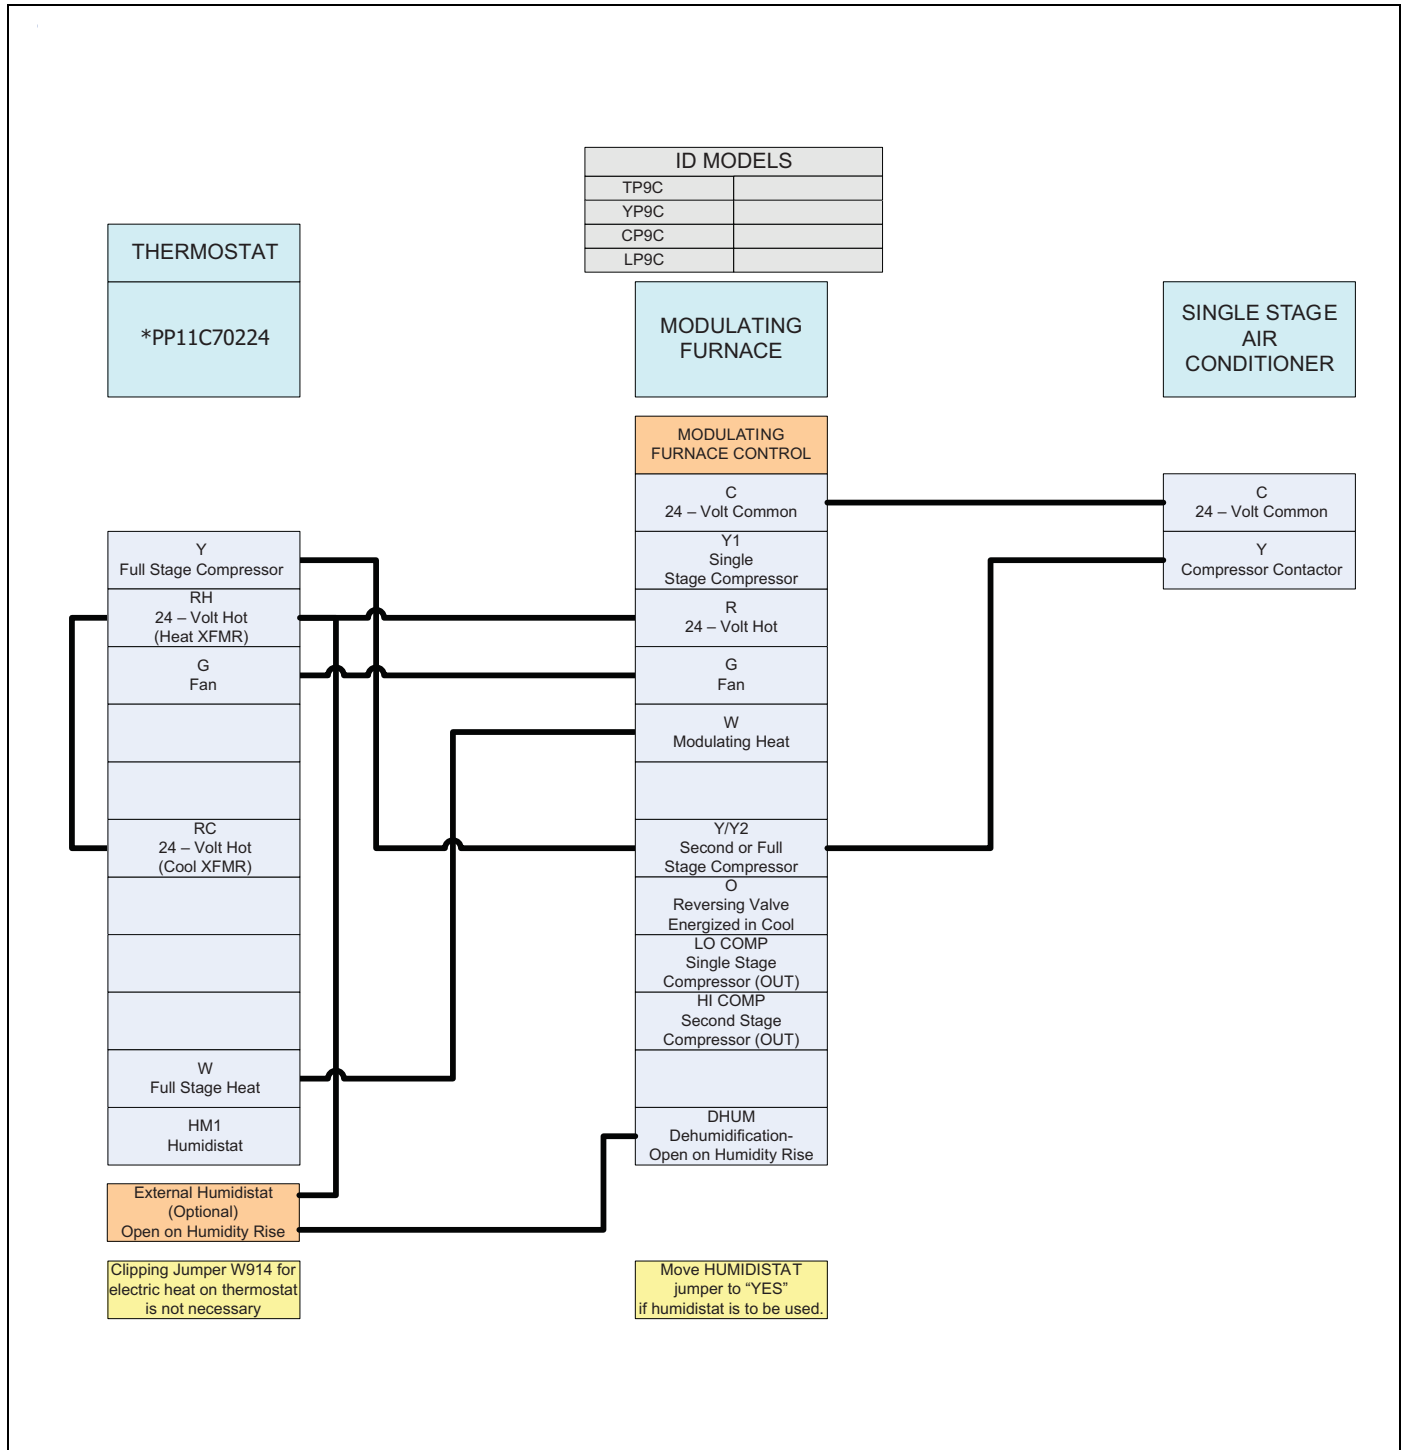 ID MODELS
TP9C
YP9C
CP9C
LP9C
THERMOSTAT
*PP11C70224
MODULATING
FURNACE
SINGLE STAGE
AIR
CONDITIONER
MODULATING
FURNACE CONTROL
C
24 – Volt Common
Y1
Single
Stage Compressor
R
24 – Volt Hot
G
Fan
W
Modulating Heat
Y/Y2
Second or Full
Stage Compressor
O
Reversing Valve
Energized in Cool
LO COMP
Single Stage
Compressor (OUT)
HI COMP
Second Stage
Compressor (OUT)
DHUM
Dehumidification-
Open on Humidity Rise
C
24 – Volt Common
Y
Compressor Contactor
Y
Full Stage Compressor
RH
24 – Volt Hot
(Heat XFMR)
G
Fan
RC
24 – Volt Hot
(Cool XFMR)
W
Full Stage Heat
HM1
Humidistat
External Humidistat
(Optional)
Open on Humidity Rise
Clipping Jumper W914 for
electric heat on thermostat
is not necessary
Move HUMIDISTAT
jumper to “YES”
if humidistat is to be used.